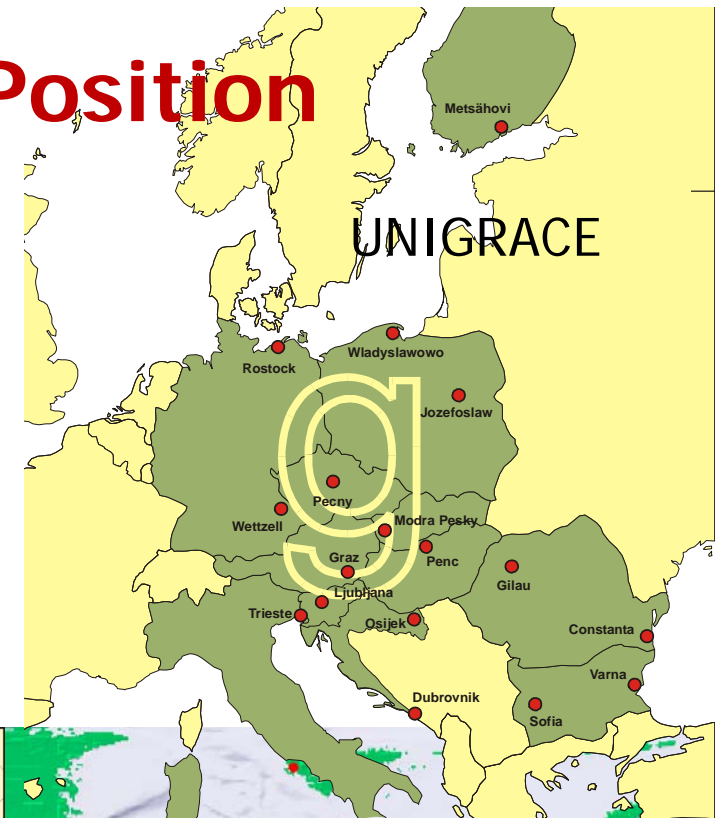 Position
Metsähovi
UNIGRACE
Wladyslawowo
Rostock
g
Jozefoslaw
Pecny
Wettzell
Modra Pesky
Graz
Penc
Gilau
Ljubljana
Trieste
Osijek
Constanta
Varna
Dubrovnik
Sofia